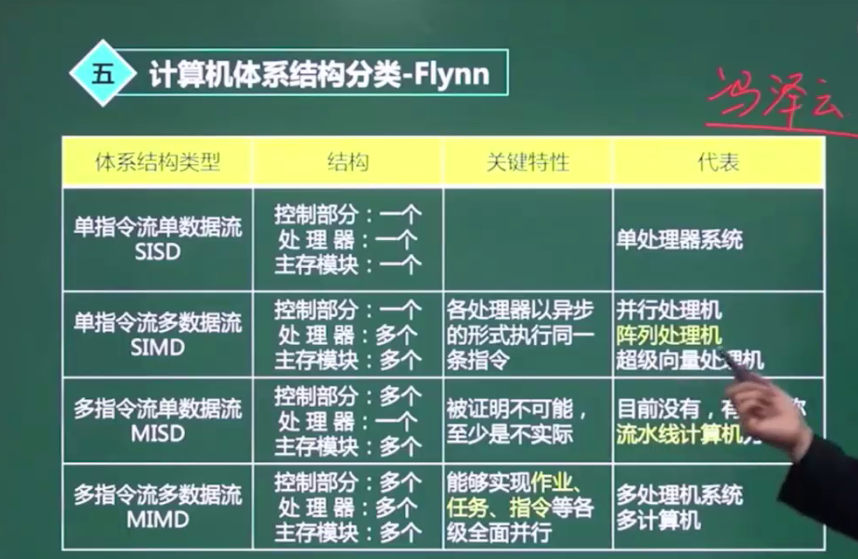 五 计算机体系结构分类-Flynn
冯泽云
体系结构类型 结构 关键特性 代表
单指令流单数据流
SISD
控制部分：一个
处 理 器：一个
主存模块：一个
单处理器系统
单指令流多数据流
SIMD
控制部分：一个
处 理 器：多个
主存模块：多个
各处理器以异步
的形式执行同一
条指令
并行处理机
阵列处理机
超级向量处理机
多指令流单数据流
MISD
控制部分：多个
处 理 器：一个
主存模块：多个
被证明不可能，
至少是不实际
目前没有，有
流水线计算机
多指令流多数据流
MIMD
控制部分：多个
处 理 器：多个
主存模块：多个
能够实现作业、
任务、指令等各
级全面并行
多处理机系统
多计算机